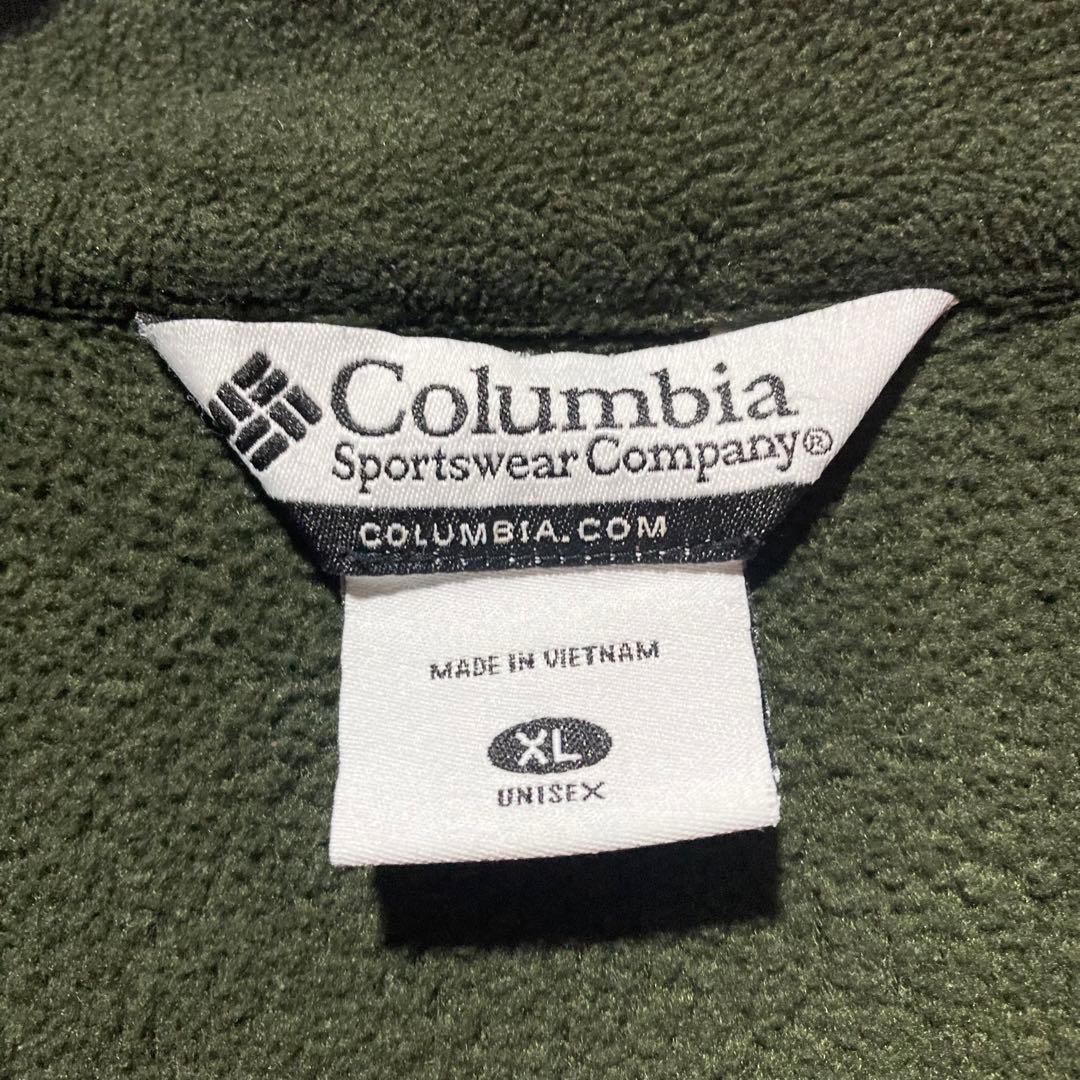 Columbia
Sportswear Company®
COLUMBIA.COM
MADE IN VIETNAM
XL
UNISEX